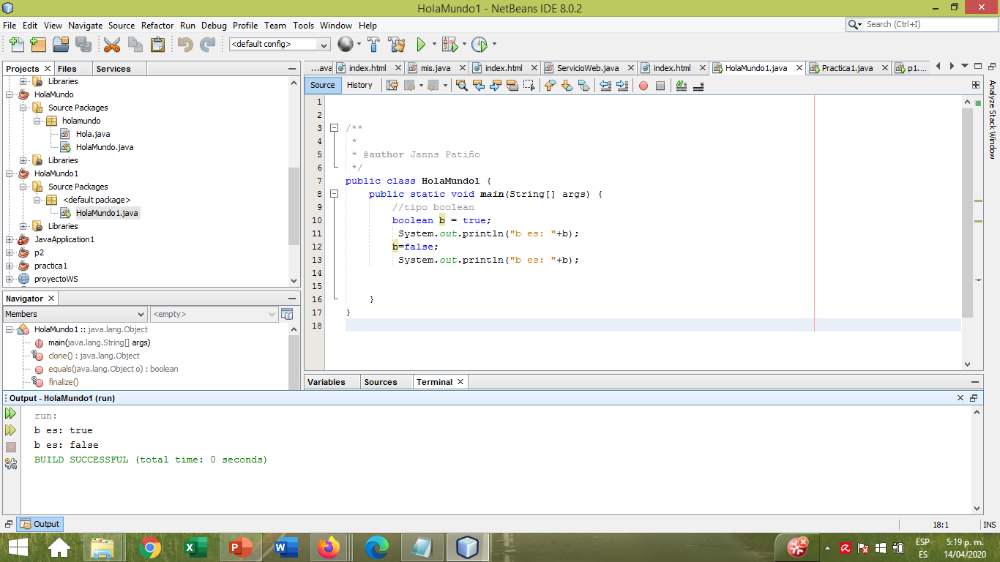 HolaMundo1 - NetBeans IDE 8.0.2
File Edit View Navigate Source Refactor Run Debug Profile Team Tools Window Help
Search (Ctrl+I)
<default config>
Projects Files Services
Libraries
HolaMundo
Source Packages
holamundo
Hola.java
HolaMundo.java
Libraries
HolaMundo1
Source Packages
<default package>
HolaMundo1.java
Libraries
JavaApplication1
p2
practica1
proyectoWS
Navigator
Members
<empty>
HolaMundo1 :: java.lang.Object
main(java.lang.String[] args)
clone() : java.lang.Object
equals(java.lang.Object o) : boolean
finalize()
...ava index.html mis.java index.html ServicioWeb.java index.html HolaMundo1.java Practica1.java p1....
Source History
1
2
3 /**
4 *
5 * @author Janns Patiño
6 */
7 public class HolaMundo1 {
8 public static void main(String[] args) {
9 //tipo boolean
10 boolean b = true;
11 System.out.println("b es: "+b);
12 b=false;
13 System.out.println("b es: "+b);
14
15
16 }
17 }
18
Analyze Stack Window
Variables Sources Terminal
Output - HolaMundo1 (run)
run:
b es: true
b es: false
BUILD SUCCESSFUL (total time: 0 seconds)
Output
18:1 INS
ESP 5:19 p. m.
ES 14/04/2020